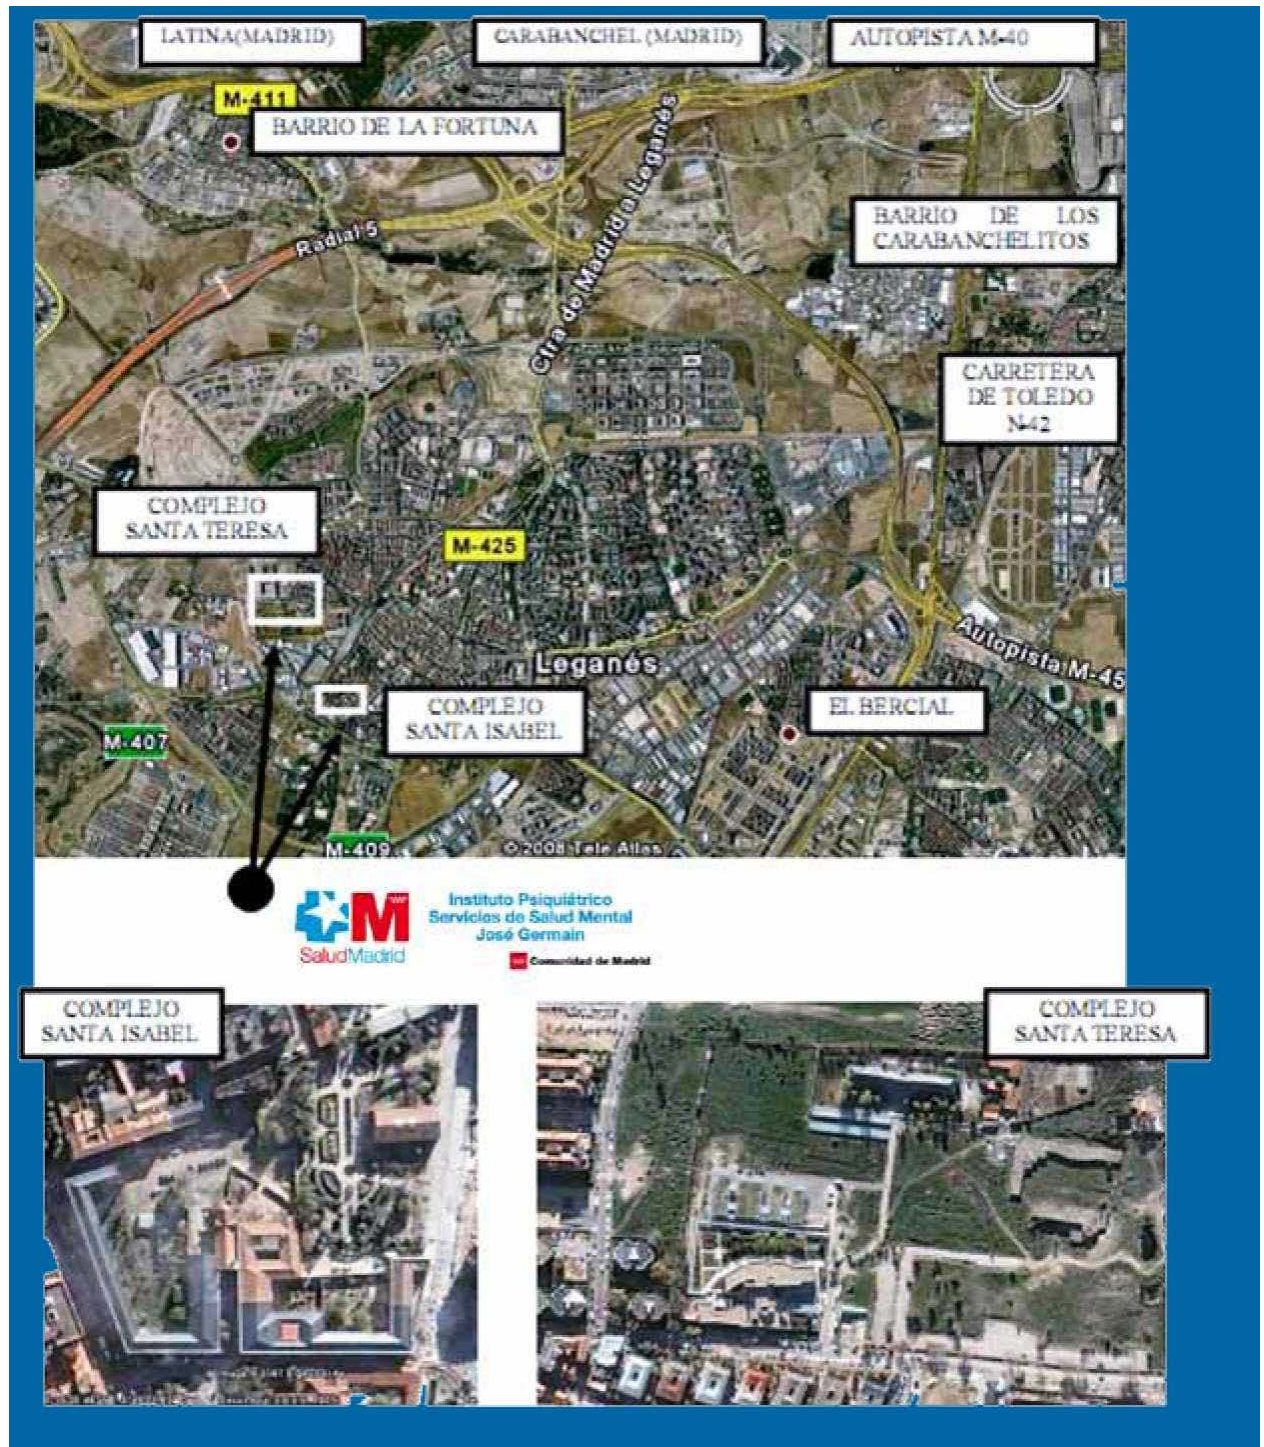 LATINA(MADRID)
CARABANCHEL (MADRID)
AUTOPISTA M-40
M-411
BARRIO DE LA FORTUNA
Ctra de Madrid a Leganés
BARRIO DE LOS
CARABANCHELITOS
Radial 5
CARRETERA
DE TOLEDO
N-42
COMPLEJO
SANTA TERESA
M-425
Autopista M-45
Leganés
COMPLEJO
SANTA ISABEL
EL BERCIAL
M-407
M-409
© 2008 Tele Atlas
SaludMadrid
Instituto Psiquiátrico
Servicios de Salud Mental
José Germain
Comunidad de Madrid
COMPLEJO
SANTA ISABEL
COMPLEJO
SANTA TERESA